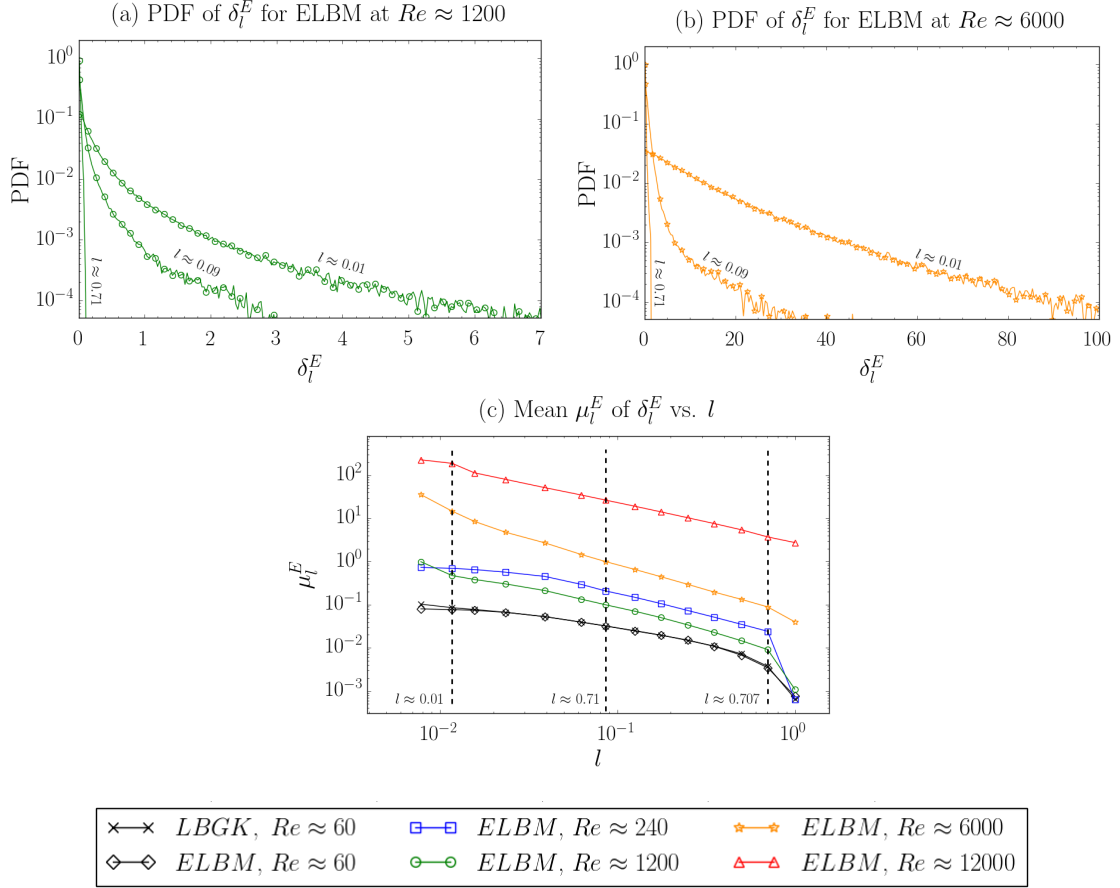 (a) PDF of δ_l^E for ELBM at Re ≈ 1200
10^0
10^{-1}
10^{-2}
10^{-3}
10^{-4}
PDF
l ≈ 0.71
l ≈ 0.09
l ≈ 0.01
0 1 2 3 4 5 6 7
δ_l^E
(b) PDF of δ_l^E for ELBM at Re ≈ 6000
10^0
10^{-1}
10^{-2}
10^{-3}
10^{-4}
PDF
l ≈ 0.71
l ≈ 0.09
l ≈ 0.01
0 20 40 60 80 100
δ_l^E
(c) Mean μ_l^E of δ_l^E vs. l
10^2
10^1
10^0
10^{-1}
10^{-2}
10^{-3}
μ_l^E
l ≈ 0.01
l ≈ 0.71
l ≈ 0.707
10^{-2} 10^{-1} 10^0
l
LBGK, Re ≈ 60
ELBM, Re ≈ 60
ELBM, Re ≈ 240
ELBM, Re ≈ 1200
ELBM, Re ≈ 6000
ELBM, Re ≈ 12000